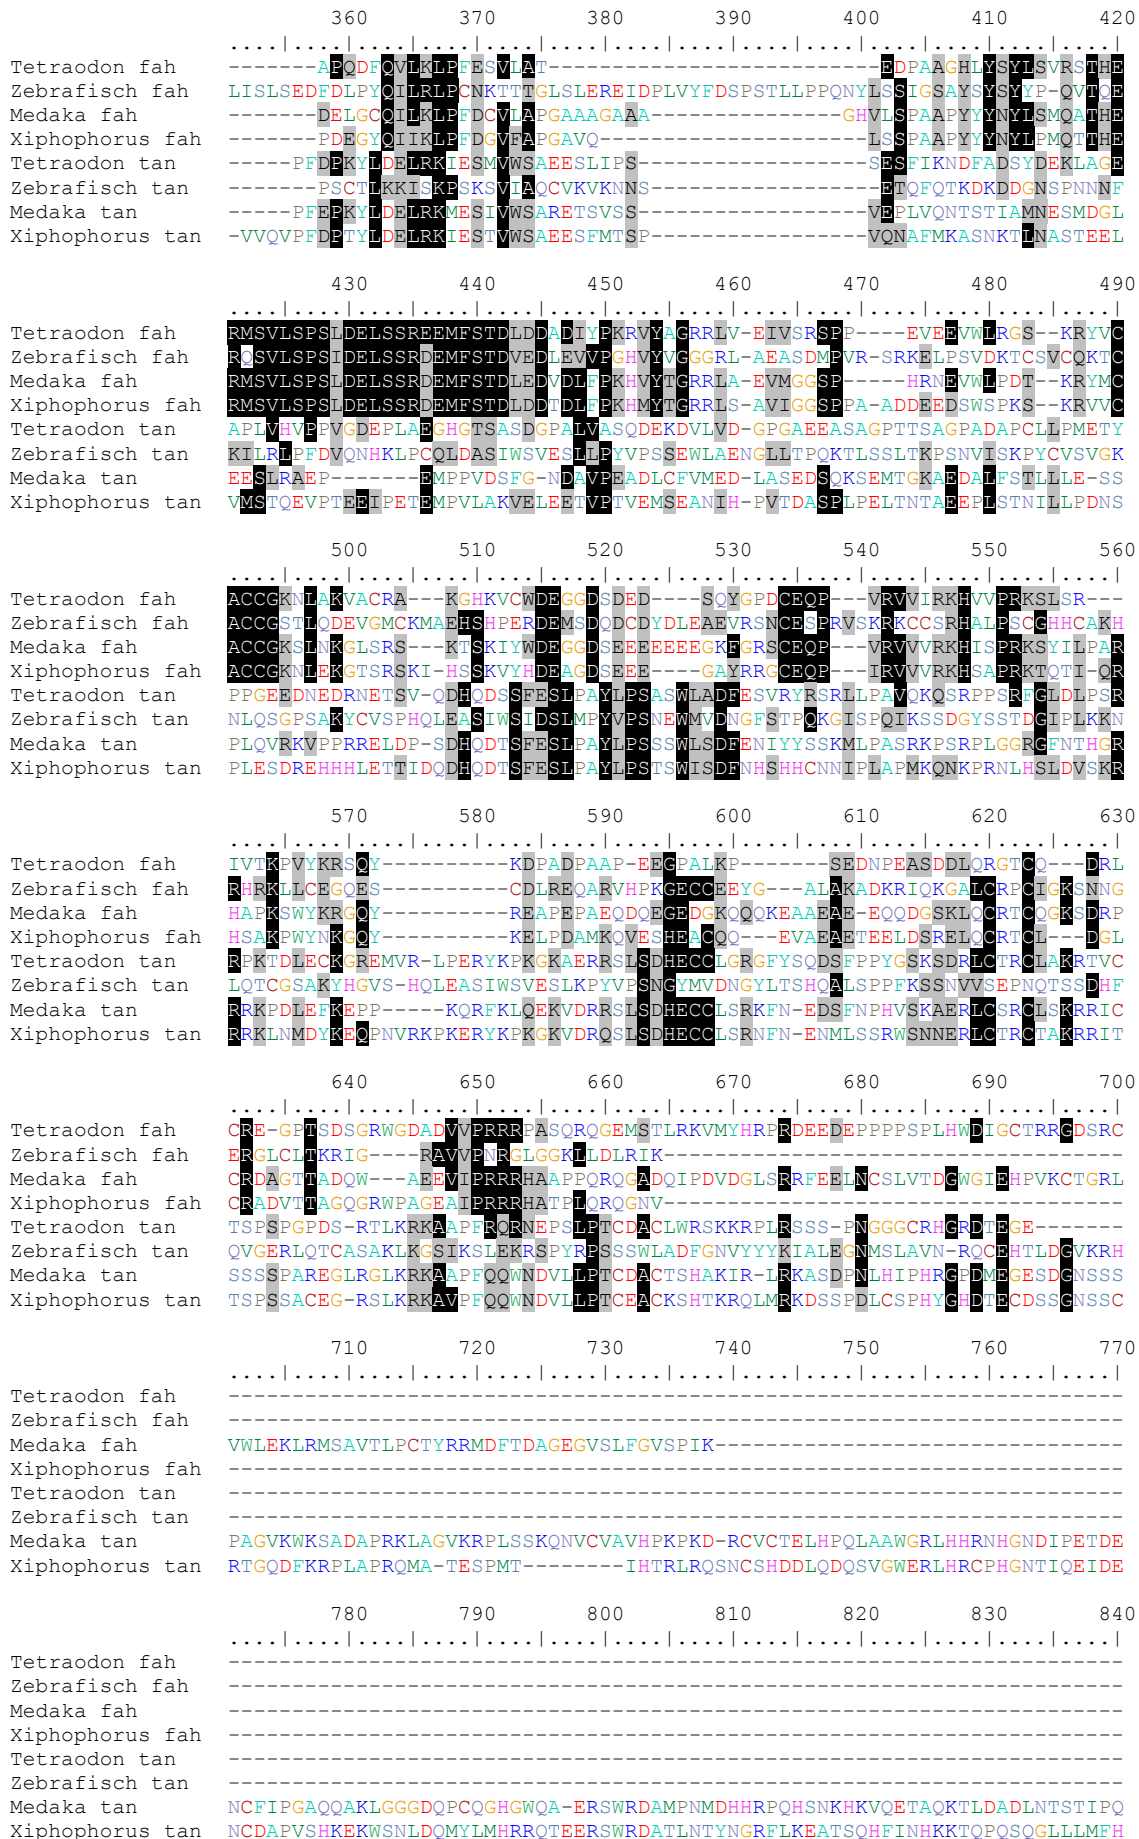 360 370 380 390 400 410 420
....|....|....|....|....|....|....|....|....|....|....|....|....|....|
Tetraodon fah -------APQDFQVLKLPFESVLAT--------------------------EDPAAGHLYSYLSVRSTHE
Zebrafisch fah LISLSEDFDLPYQILRLPCNKTTTGLSLEREIDPLVYFDSPSTLLPPQNYLSSIGSAYSYSYYP-QVTQE
Medaka fah -------DELGCQILKLPFDCVLAPGAAAGAAA---------------GHVLSPAAPYYYNYLSMQATHE
Xiphophorus fah -------PDEGYQIIKLPFDGVFAPGAVQ---------------------LSSPAAPYYYNYLPMQTTHE
Tetraodon tan -----PFDPKYLDELRKIESMVWSAEESLIPS------------------SESFIKNDFADSYDEKLAGE
Zebrafisch tan -------PSCTLKKISKPSKSVIAQCVKVKNNS------------------ETQFQTKDKDDGNSPNNNF
Medaka tan -----PFEPKYLDELRKMESIVWSARETSVSS------------------VEPLVQNTSTIAMNESMDGL
Xiphophorus tan -VVQVPFDPTYLDELRKIESTVWSAEESFMTSP-----------------VQNAFMKASNKTLNASTEEL
430 440 450 460 470 480 490
....|....|....|....|....|....|....|....|....|....|....|....|....|....|
Tetraodon fah RMSVLSPSLDELSSREEMFSTDLDDADIYPKRVYAGRRLV-EIVSRSPP----EVEEVWLRGS--KRYVC
Zebrafisch fah RQSVLSPSIDELSSRDEMFSTDVEDLEVVPGHVYVGGGRL-AEASDMPVR-SRKELPSVDKTCSVCQKTC
Medaka fah RMSVLSPSLDELSSRDEMFSTDLEDVDLFPKHVYTGRRLA-EVMGGSP-----HRNEVWLPDT--KRYMC
Xiphophorus fah RMSVLSPSLDELSSRDEMFSTDLDDTDLFPKHMYTGRRLS-AVIGGSPPA-ADDEEDSWSPKS--KRVVC
Tetraodon tan APLVHVPPVGDEPLAEGHGTSASDGPALVASQDEKDVLVD-GPGAEEASAGPTTSAGPADAPCLLPMETY
Zebrafisch tan KILRLPFDVQNHKLPCQLDASIWSVESLLPYVPSSEWLAENGLLTPQKTLSSLTKPSNVISKPYCVSVGK
Medaka tan EESLRAEP-------EMPPVDSFG-NDAVPEADLCFVMED-LASEDSQKSEMTGKAEDALFSTLLLE-SS
Xiphophorus tan VMSTQEVPTEEIPETEMPVLAKVELEETVPTVEMSEANIH-PVTDASPLPELTNTAEEPLSTNILLPDNS
500 510 520 530 540 550 560
....|....|....|....|....|....|....|....|....|....|....|....|....|....|
Tetraodon fah ACCGKNLAKVACRA---KGHKVCWDEGGDSDED----SQYGPDCEQP---VRVVIRKHVVPRKSLSR---
Zebrafisch fah ACCGSTLQDEVGMCKMAEHSHPERDEMSDQDCDYDLEAEVRSNCESPRVSKRKCCSRHALPSCGHHCAKH
Medaka fah ACCGKSLNKGLSRS---KTSKIYWDEGGDSEEEEEEEGKFGRSCEQP---VRVVVRKHISPRKSYILPAR
Xiphophorus fah ACCGKNLEKGTSRSKI-HSSKVYHDEAGDSEEE----GAYRRGCEQP---IRVVVRKHSAPRKTQTI-QR
Tetraodon tan PPGEEDNEDRNETSV-QDHQDSSFESLPAYLPSASWLADFESVRYRSRLLPAVQKQSRPPSRFGLDLPSR
Zebrafisch tan NLQSGPSAKYCVSPHQLEASIWSIDSLMPYVPSNEWMVDNGFSTPQKGISPQIKSSDGYSSTDGIPLKKN
Medaka tan PLQVRKVPPRRELDP-SDHQDTSFESLPAYLPSSSWLSDFENIYYSSKMLPASRKPSRPLGGRGFNTHGR
Xiphophorus tan PLESDREHHHLETTIDQDHQDTSFESLPAYLPSTSWISDFNHSHHCNNIPLAPMKQNKPRNLHSLDVSKR
570 580 590 600 610 620 630
....|....|....|....|....|....|....|....|....|....|....|....|....|....|
Tetraodon fah IVTKPVYKRSQY----------KDPADPAAP-EEGPALKP-------SEDNPEASDDLQRGTCQ---DRL
Zebrafisch fah RHRKLLCEGQES----------CDLREQARVHPKGECCEEYG---ALAKADKRIQKGALCRPCIGKSNNG
Medaka fah HAPKSWYKRGQY----------REAPEPAEQDQEGEDGKQQQKEAAEAE-EQQDGSKLQCRTCQGKSDRP
Xiphophorus fah HSAKPWYNKGQY----------KELPDAMKQVESHEACQQ---EVAEAETEELDSRELQCRTCL---DGL
Tetraodon tan RPKTDLECKGREMVR-LPERYKPKGKAERRSLSDHECCLGRGFYSQDSFPPYGSKSDRLCTRCLAKRTVC
Zebrafisch tan LQTCGSAKYHGVS-HQLEASIWSVESLKPYVPSNGYMVDNGYLTSHQALSPPFKSSNVVSEPNQTSSDHF
Medaka tan RRKPDLEFKEPP-----KQRFKLQEKVDRRSLSDHECCLSRKFN-EDSFNPHVSKAERLCSRCLSKRRIC
Xiphophorus tan RRKLNMDYKEQPNVRKPKERYKPKGKVDRQSLSDHECCLSRNFN-ENMLSSRWSNNERLCTRCTAKRRIT
640 650 660 670 680 690 700
....|....|....|....|....|....|....|....|....|....|....|....|....|....|
Tetraodon fah CRE-GPTSDSGRWGDADVVPRRRPASQRQGEMSTLRKVMYHRPRDEEDEPPPPSPLHWDIGCTRRGDSRC
Zebrafisch fah ERGLCLTKRIG----RAVVPNRGLGGKLLDLRIK
Medaka fah CRDAGTTADQW---AEEVIPRRRHAAPPQRQGADQIPDVDGLSRRFEELNCSLVTDGWGIEHPVKCTGRL
Xiphophorus fah CRADVTTAGQGRWPAGEAIPRRRHATPLQRQGNV------------------------------------
Tetraodon tan TSPSPGPDS-RTLKRKAAPFRQRNEPSLPTCDACLWRSKKRPLRSSS-PNGGGCRHGRDTEGE-------
Zebrafisch tan QVGERLQTCASAKLKGSIKSLEKRSPYRPSSSWLADFGNVYYYKIALEGNMSLAVN-RQCEHTLDGVKRH
Medaka tan SSSSPAREGLRGLKRKAAPFQQWNDVLLPTCDACTSHAKIR-LRKASDPNLHIPHRGPDMEGESDGNSSS
Xiphophorus tan TSPSSACEG-RSLKRKAVPFQQWNDVLLPTCEACKSHTKRQLMRKDSSPDLCSPHYGHDTECDSSGNSSC
710 720 730 740 750 760 770
....|....|....|....|....|....|....|....|....|....|....|....|....|....|
Tetraodon fah ----------------------------------------------------------------------
Zebrafisch fah ----------------------------------------------------------------------
Medaka fah VWLEKLRMSAVTLPCTYRRMDFTDAGEGVSLFGVSPIK--------------------------------
Xiphophorus fah ----------------------------------------------------------------------
Tetraodon tan ----------------------------------------------------------------------
Zebrafisch tan ----------------------------------------------------------------------
Medaka tan PAGVKWKSADAPRKLAGVKRPLSSKQNVCVAVHPKPKD-RCVCTELHPQLAAWGRLHHRNHGNDIPETDE
Xiphophorus tan RTGQDFKRPLAPRQMA-TESPMT--------IHTRLRQSNCSHDDLQDQSVGWERLHRCPHGNTIQEIDE
780 790 800 810 820 830 840
....|....|....|....|....|....|....|....|....|....|....|....|....|....|
Tetraodon fah ----------------------------------------------------------------------
Zebrafisch fah ----------------------------------------------------------------------
Medaka fah ----------------------------------------------------------------------
Xiphophorus fah ----------------------------------------------------------------------
Tetraodon tan ----------------------------------------------------------------------
Zebrafisch tan ----------------------------------------------------------------------
Medaka tan NCFIPGAQQAKLGGGDQPCQGHGWQA-ERSWRDAMPNMDHHRPQHSNKHKVQETAQKTLDADLNTSTIPQ
Xiphophorus tan NCDAPVSHKEKWSNLDQMYLMHRRQTEERSWRDATLNTYNGRFLKEATSQHFINHKKTQPQSQGLLLMFH